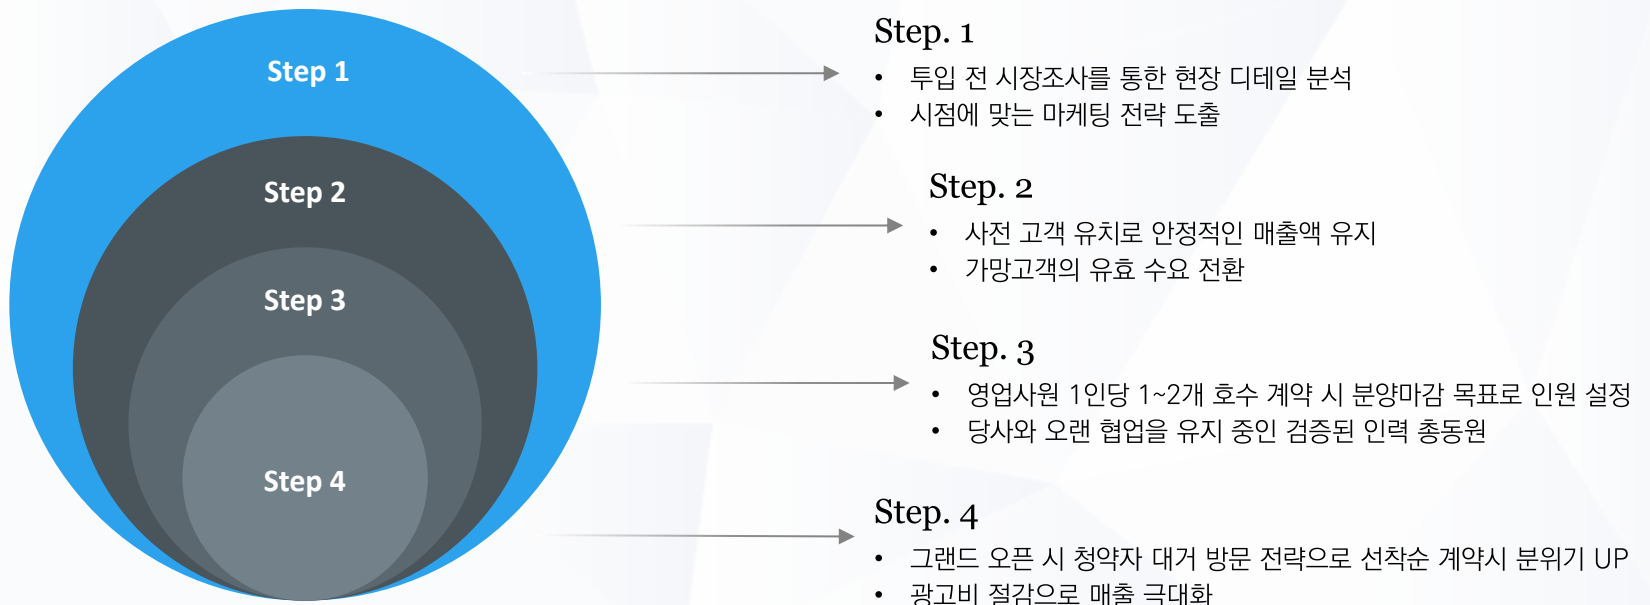 Step 1
Step 2
Step 3
Step 4
Step. 1
• 투입 전 시장조사를 통한 현장 디테일 분석
• 시점에 맞는 마케팅 전략 도출
Step. 2
• 사전 고객 유치로 안정적인 매출액 유지
• 가망고객의 유효 수요 전환
Step. 3
• 영업사원 1인당 1~2개 호수 계약 시 분양마감 목표로 인원 설정
• 당사와 오랜 협업을 유지 중인 검증된 인력 총동원
Step. 4
• 그랜드 오픈 시 청약자 대거 방문 전략으로 선착순 계약시 분위기 UP
• 광고비 절감으로 매출 극대화